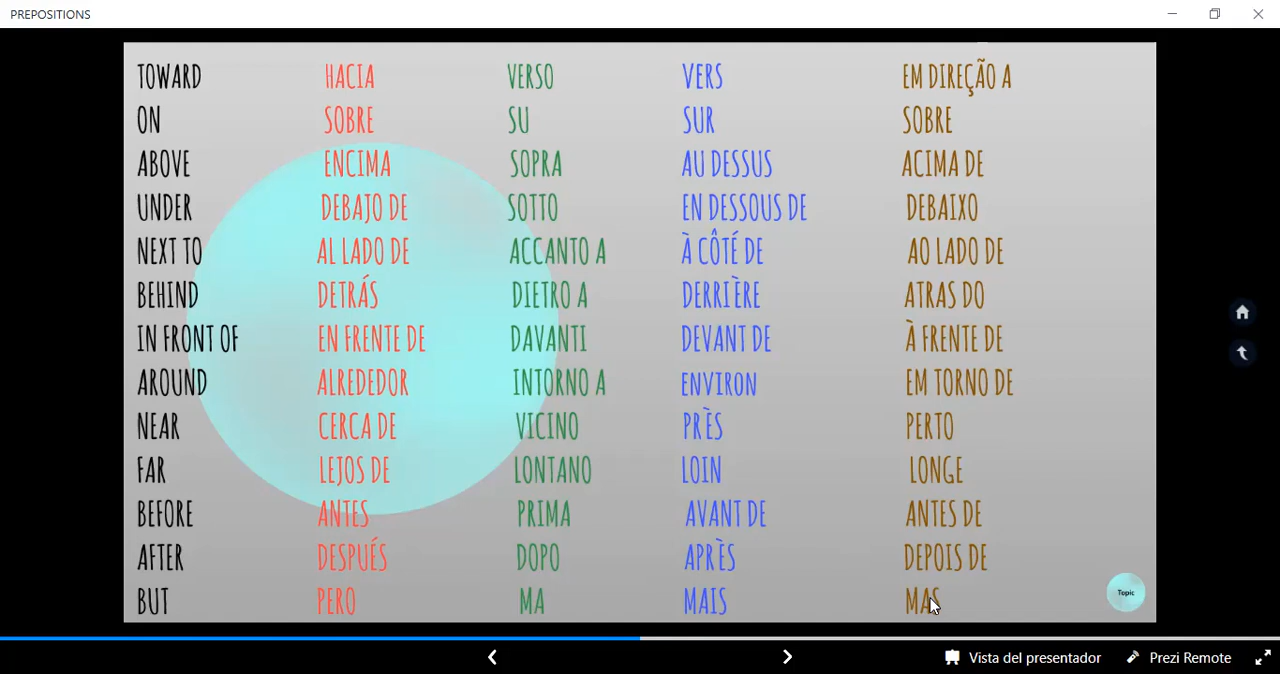 PREPOSITIONS
TOWARD HACIA VERSO VERS EM DIREÇÃO A
ON SOBRE SU SUR SOBRE
ABOVE ENCIMA SOPRA AU DESSUS ACIMA DE
UNDER DEBAJO DE SOTTO EN DESSOUS DE DEBAIXO
NEXT TO AL LADO DE ACCANTO A À CÔTÉ DE AO LADO DE
BEHIND DETRÁS DIETRO A DERRIÈRE ATRAS DO
IN FRONT OF EN FRENTE DE DAVANTI DEVANT DE À FRENTE DE
AROUND ALREDEDOR INTORNO A ENVIRON EM TORNO DE
NEAR CERCA DE VICINO PRÈS PERTO
FAR LEJOS DE LONTANO LOIN LONGE
BEFORE ANTES PRIMA AVANT DE ANTES DE
AFTER DESPUÉS DOPO APRÈS DEPOIS DE
BUT PERO MA MAIS MAS
Topic
Vista del presentador Prezi Remote